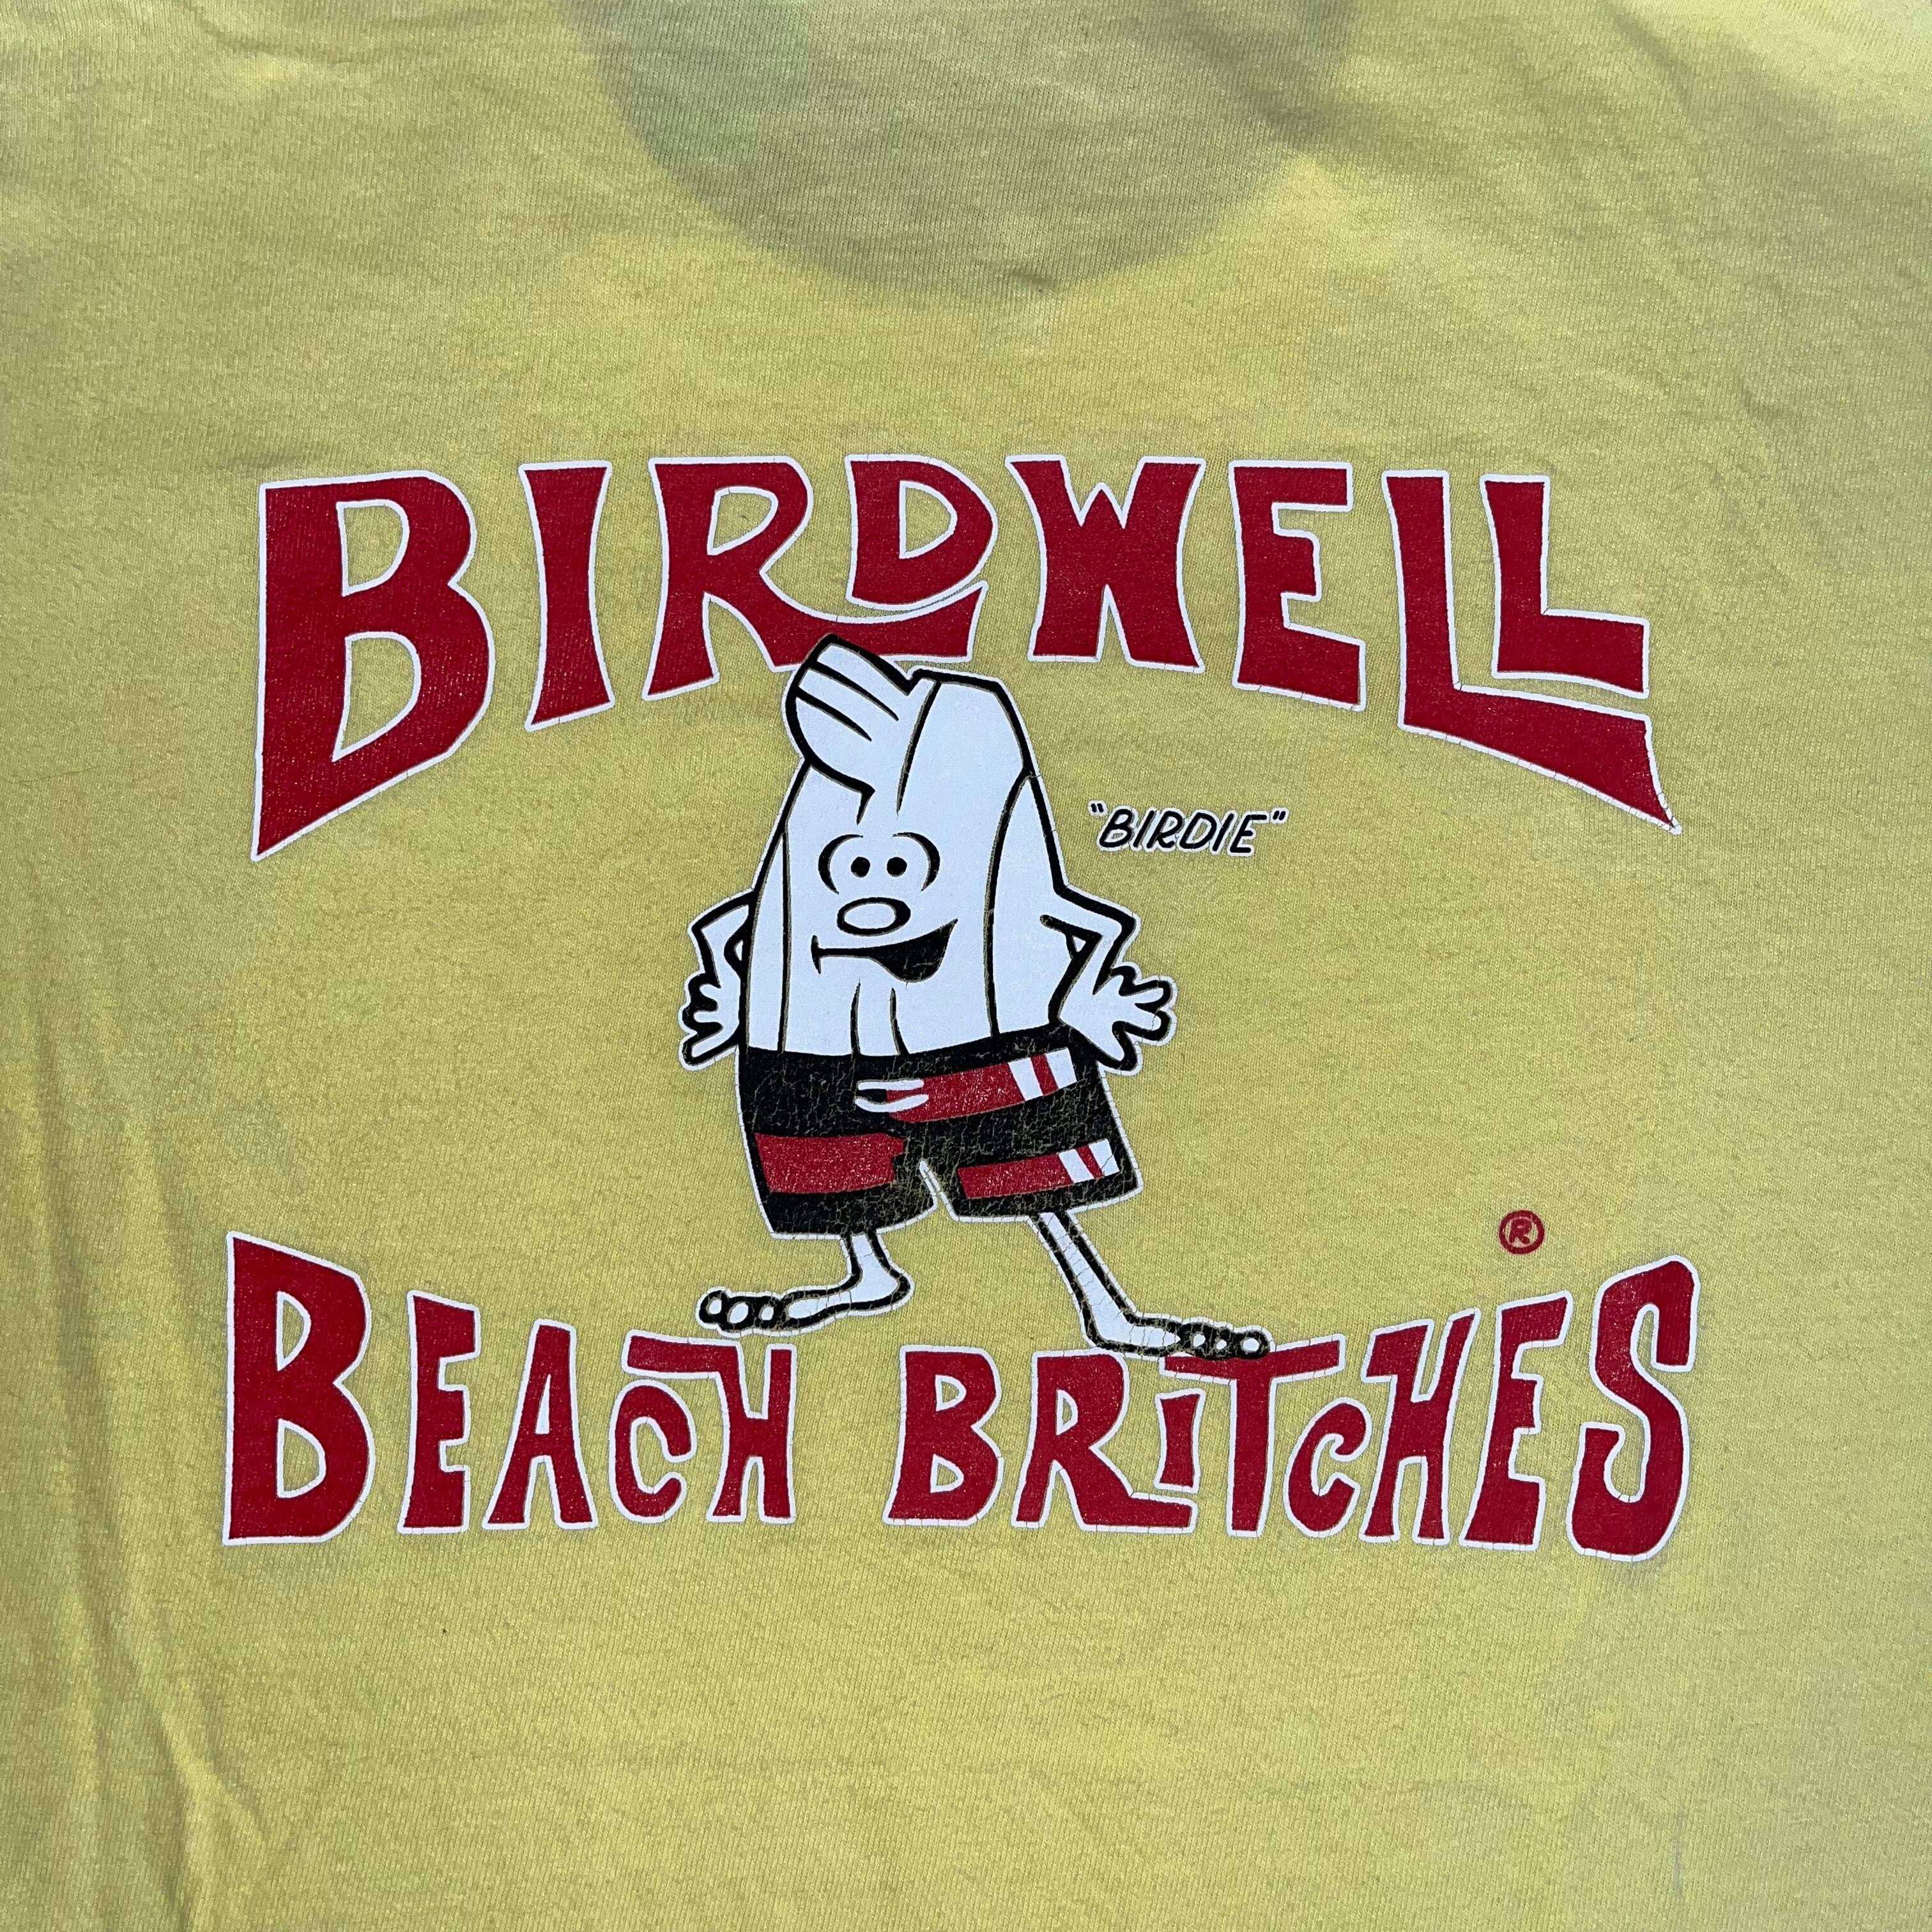 BIRDWELL
"BIRDIE"
®
BEACH BRITCHES